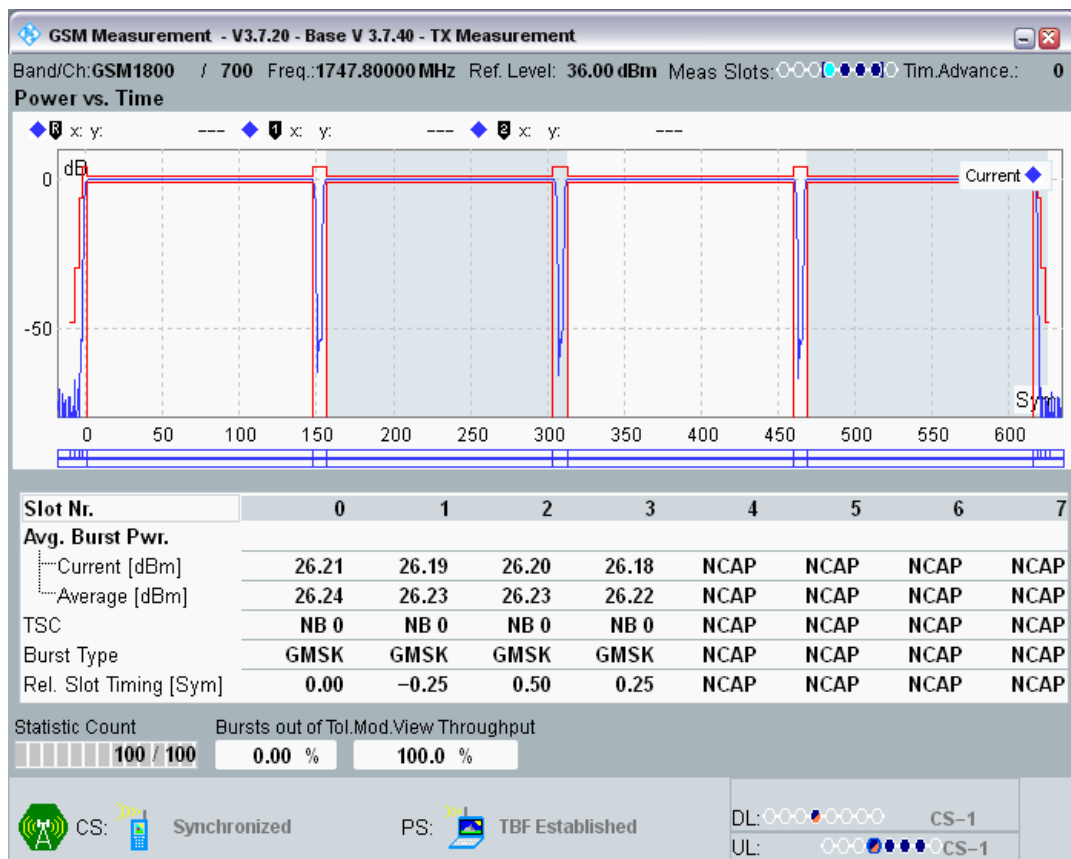 GSM Measurement - V3.7.20 - Base V 3.7.40 - TX Measurement
Band/Ch:GSM1800 / 700 Freq.:1747.80000 MHz Ref. Level: 36.00 dBm Meas Slots: Tim.Advance.: 0
Power vs. Time
R x: y: --- 1 x: y: --- 2 x: y: ---
dB
Current
0
-50
Sym
0 50 100 150 200 250 300 350 400 450 500 550 600
Slot Nr. 0 1 2 3 4 5 6 7
Avg. Burst Pwr.
Current [dBm] 26.21 26.19 26.20 26.18 NCAP NCAP NCAP NCAP
Average [dBm] 26.24 26.23 26.23 26.22 NCAP NCAP NCAP NCAP
TSC NB 0 NB 0 NB 0 NB 0 NCAP NCAP NCAP NCAP
Burst Type GMSK GMSK GMSK GMSK NCAP NCAP NCAP NCAP
Rel. Slot Timing [Sym] 0.00 −0.25 0.50 0.25 NCAP NCAP NCAP NCAP
Statistic Count Bursts out of Tol.Mod.View Throughput
100 / 100 0.00 % 100.0 %
CS: Synchronized PS: TBF Established
DL: CS−1
UL: CS−1